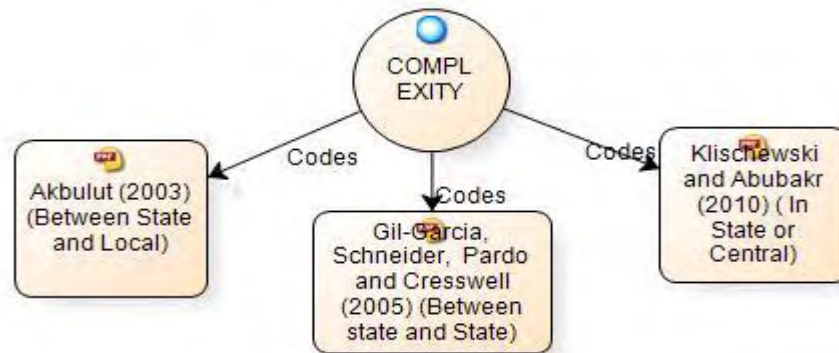 COMPL
EXITY
Codes
Codes
Codes
Akbulut (2003)
(Between State
and Local)
Gil-Garcia,
Schneider, Pardo
and Cresswell
(2005) (Between
state and State)
Klischewski
and Abubakr
(2010) ( In
State or
Central)